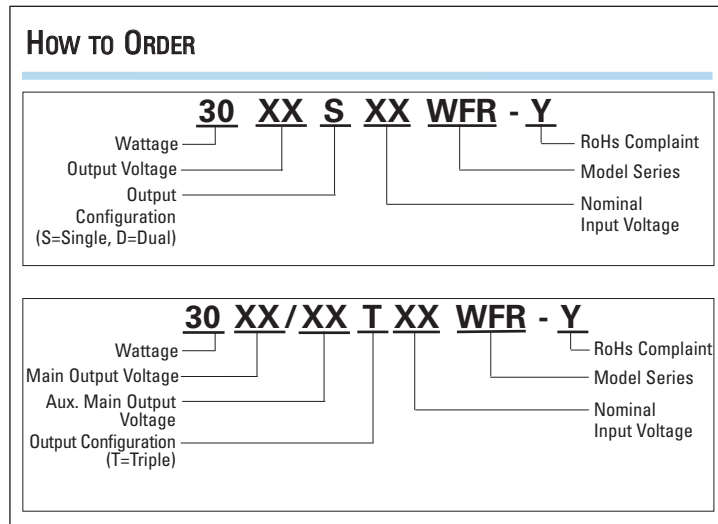 HOW TO ORDER
30 XX S XX WFR - Y
Wattage
Output Voltage
Output
Configuration
(S=Single, D=Dual)
RoHs Complaint
Model Series
Nominal
Input Voltage
30 XX/XX T XX WFR - Y
Wattage
Main Output Voltage
Aux. Main Output
Voltage
Output Configuration
(T=Triple)
RoHs Complaint
Model Series
Nominal
Input Voltage